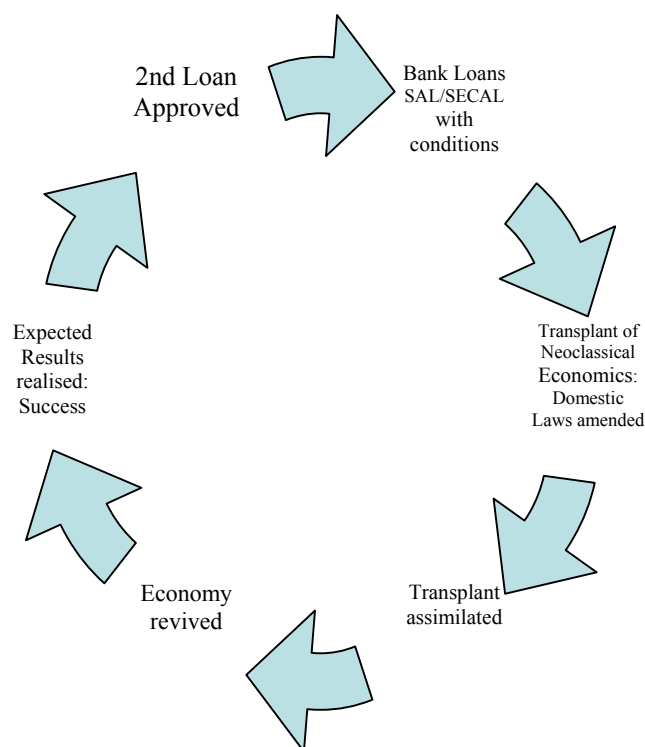 2nd Loan
Approved
Bank Loans
SAL/SECAL
with
conditions
Transplant of
Neoclassical
Economics:
Domestic
Laws amended
Transplant
assimilated
Economy
revived
Expected
Results
realised:
Success